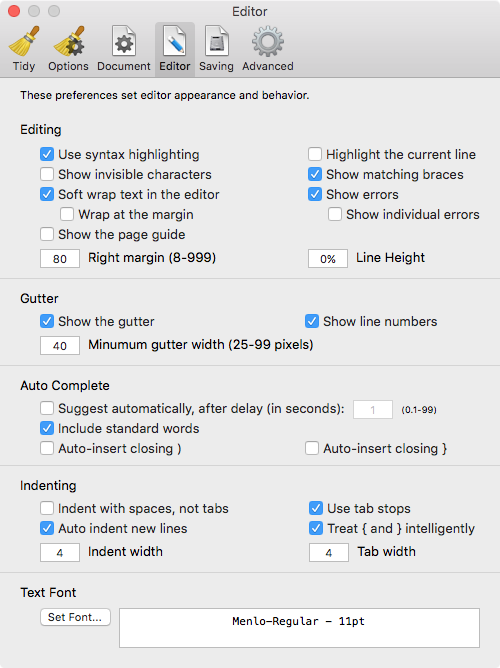 Editor
Tidy Options Document Editor Saving Advanced
These preferences set editor appearance and behavior.
Editing
Use syntax highlighting Highlight the current line
Show invisible characters Show matching braces
Soft wrap text in the editor Show errors
Wrap at the margin Show individual errors
Show the page guide
80 Right margin (8-999) 0% Line Height
Gutter
Show the gutter Show line numbers
40 Minumum gutter width (25-99 pixels)
Auto Complete
Suggest automatically, after delay (in seconds): 1 (0.1-99)
Include standard words
Auto-insert closing ) Auto-insert closing }
Indenting
Indent with spaces, not tabs Use tab stops
Auto indent new lines Treat { and } intelligently
4 Indent width 4 Tab width
Text Font
Set Font... Menlo-Regular - 11pt